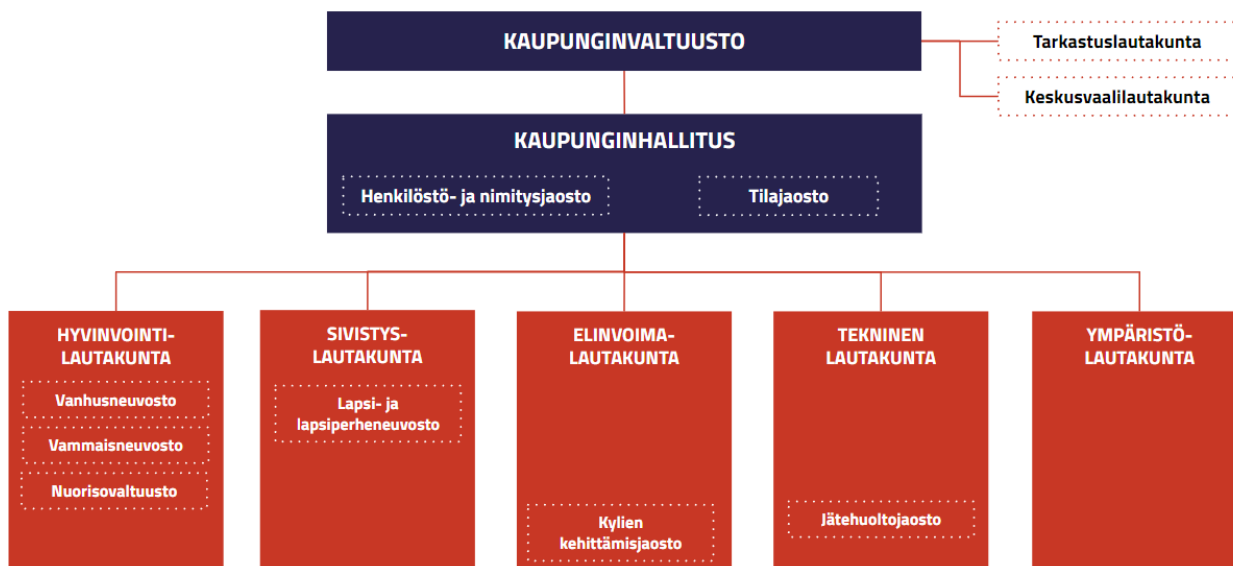 KAUPUNGINVALTUUSTO
Tarkastuslautakunta
Keskusvaalilautakunta
KAUPUNGINHALLITUS
Henkilöstö- ja nimitysjaosto
Tilajaosto
HYVINVOINTI-
LAUTAKUNTA
Vanhusneuvosto
Vammaisneuvosto
Nuorisovaltuusto
SIVISTYS-
LAUTAKUNTA
Lapsi- ja
lapsiperheneuvosto
ELINVOIMA-
LAUTAKUNTA
Kylien
kehittämisjaosto
TEKNINEN
LAUTAKUNTA
Jätehuoltojaosto
YMPÄRISTÖ-
LAUTAKUNTA